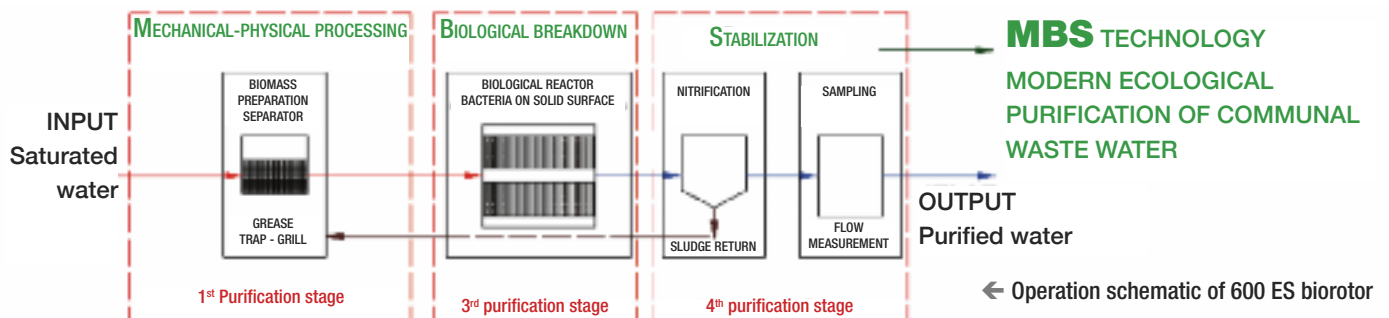 MECHANICAL-PHYSICAL PROCESSING
BIOLOGICAL BREAKDOWN
STABILIZATION
MBS TECHNOLOGY
MODERN ECOLOGICAL
PURIFICATION OF COMMUNAL
WASTE WATER
INPUT
Saturated
water
BIOMASS
PREPARATION
SEPARATOR
GREASE
TRAP - GRILL
1st Purification stage
BIOLOGICAL REACTOR
BACTERIA ON SOLID SURFACE
3rd purification stage
NITRIFICATION
SLUDGE RETURN
SAMPLING
FLOW
MEASUREMENT
4th purification stage
OUTPUT
Purified water
← Operation schematic of 600 ES biorotor